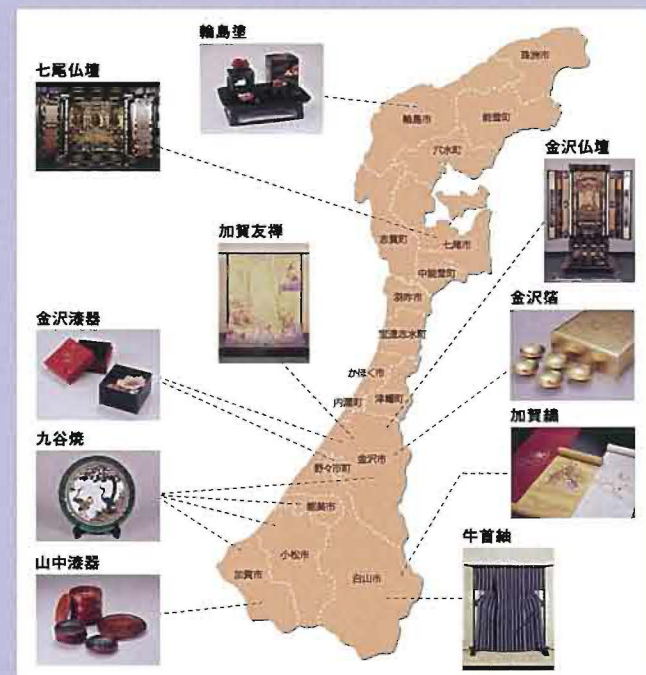 輪島塗
七尾仏壇
珠洲市
輪島市
能登町
穴水町
金沢仏壇
加賀友禅
志賀町
七尾市
中能登町
羽咋市
金沢箔
金沢漆器
宝達志水町
かほく市
内灘町
津幡町
加賀繍
九谷焼
金沢市
野々市町
能美市
牛首紬
小松市
山中漆器
加賀市
白山市